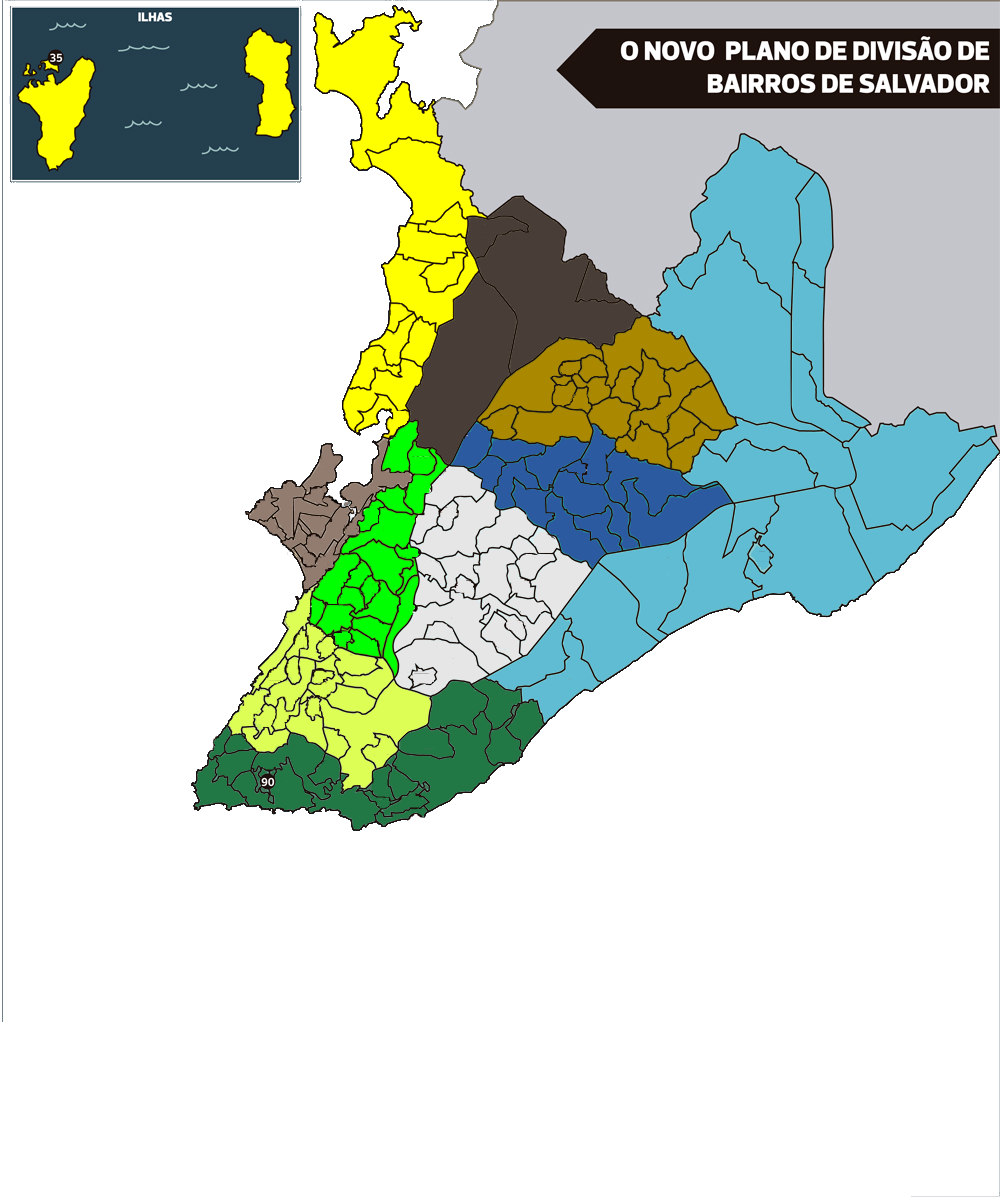 ILHAS
35
O NOVO PLANO DE DIVISÃO DE
BAIRROS DE SALVADOR
90